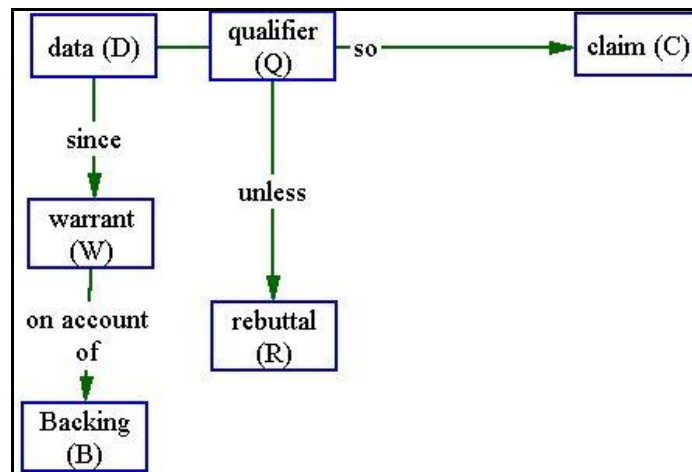 data (D)
qualifier
(Q)
so
claim (C)
since
unless
warrant
(W)
on account
of
rebuttal
(R)
Backing
(B)